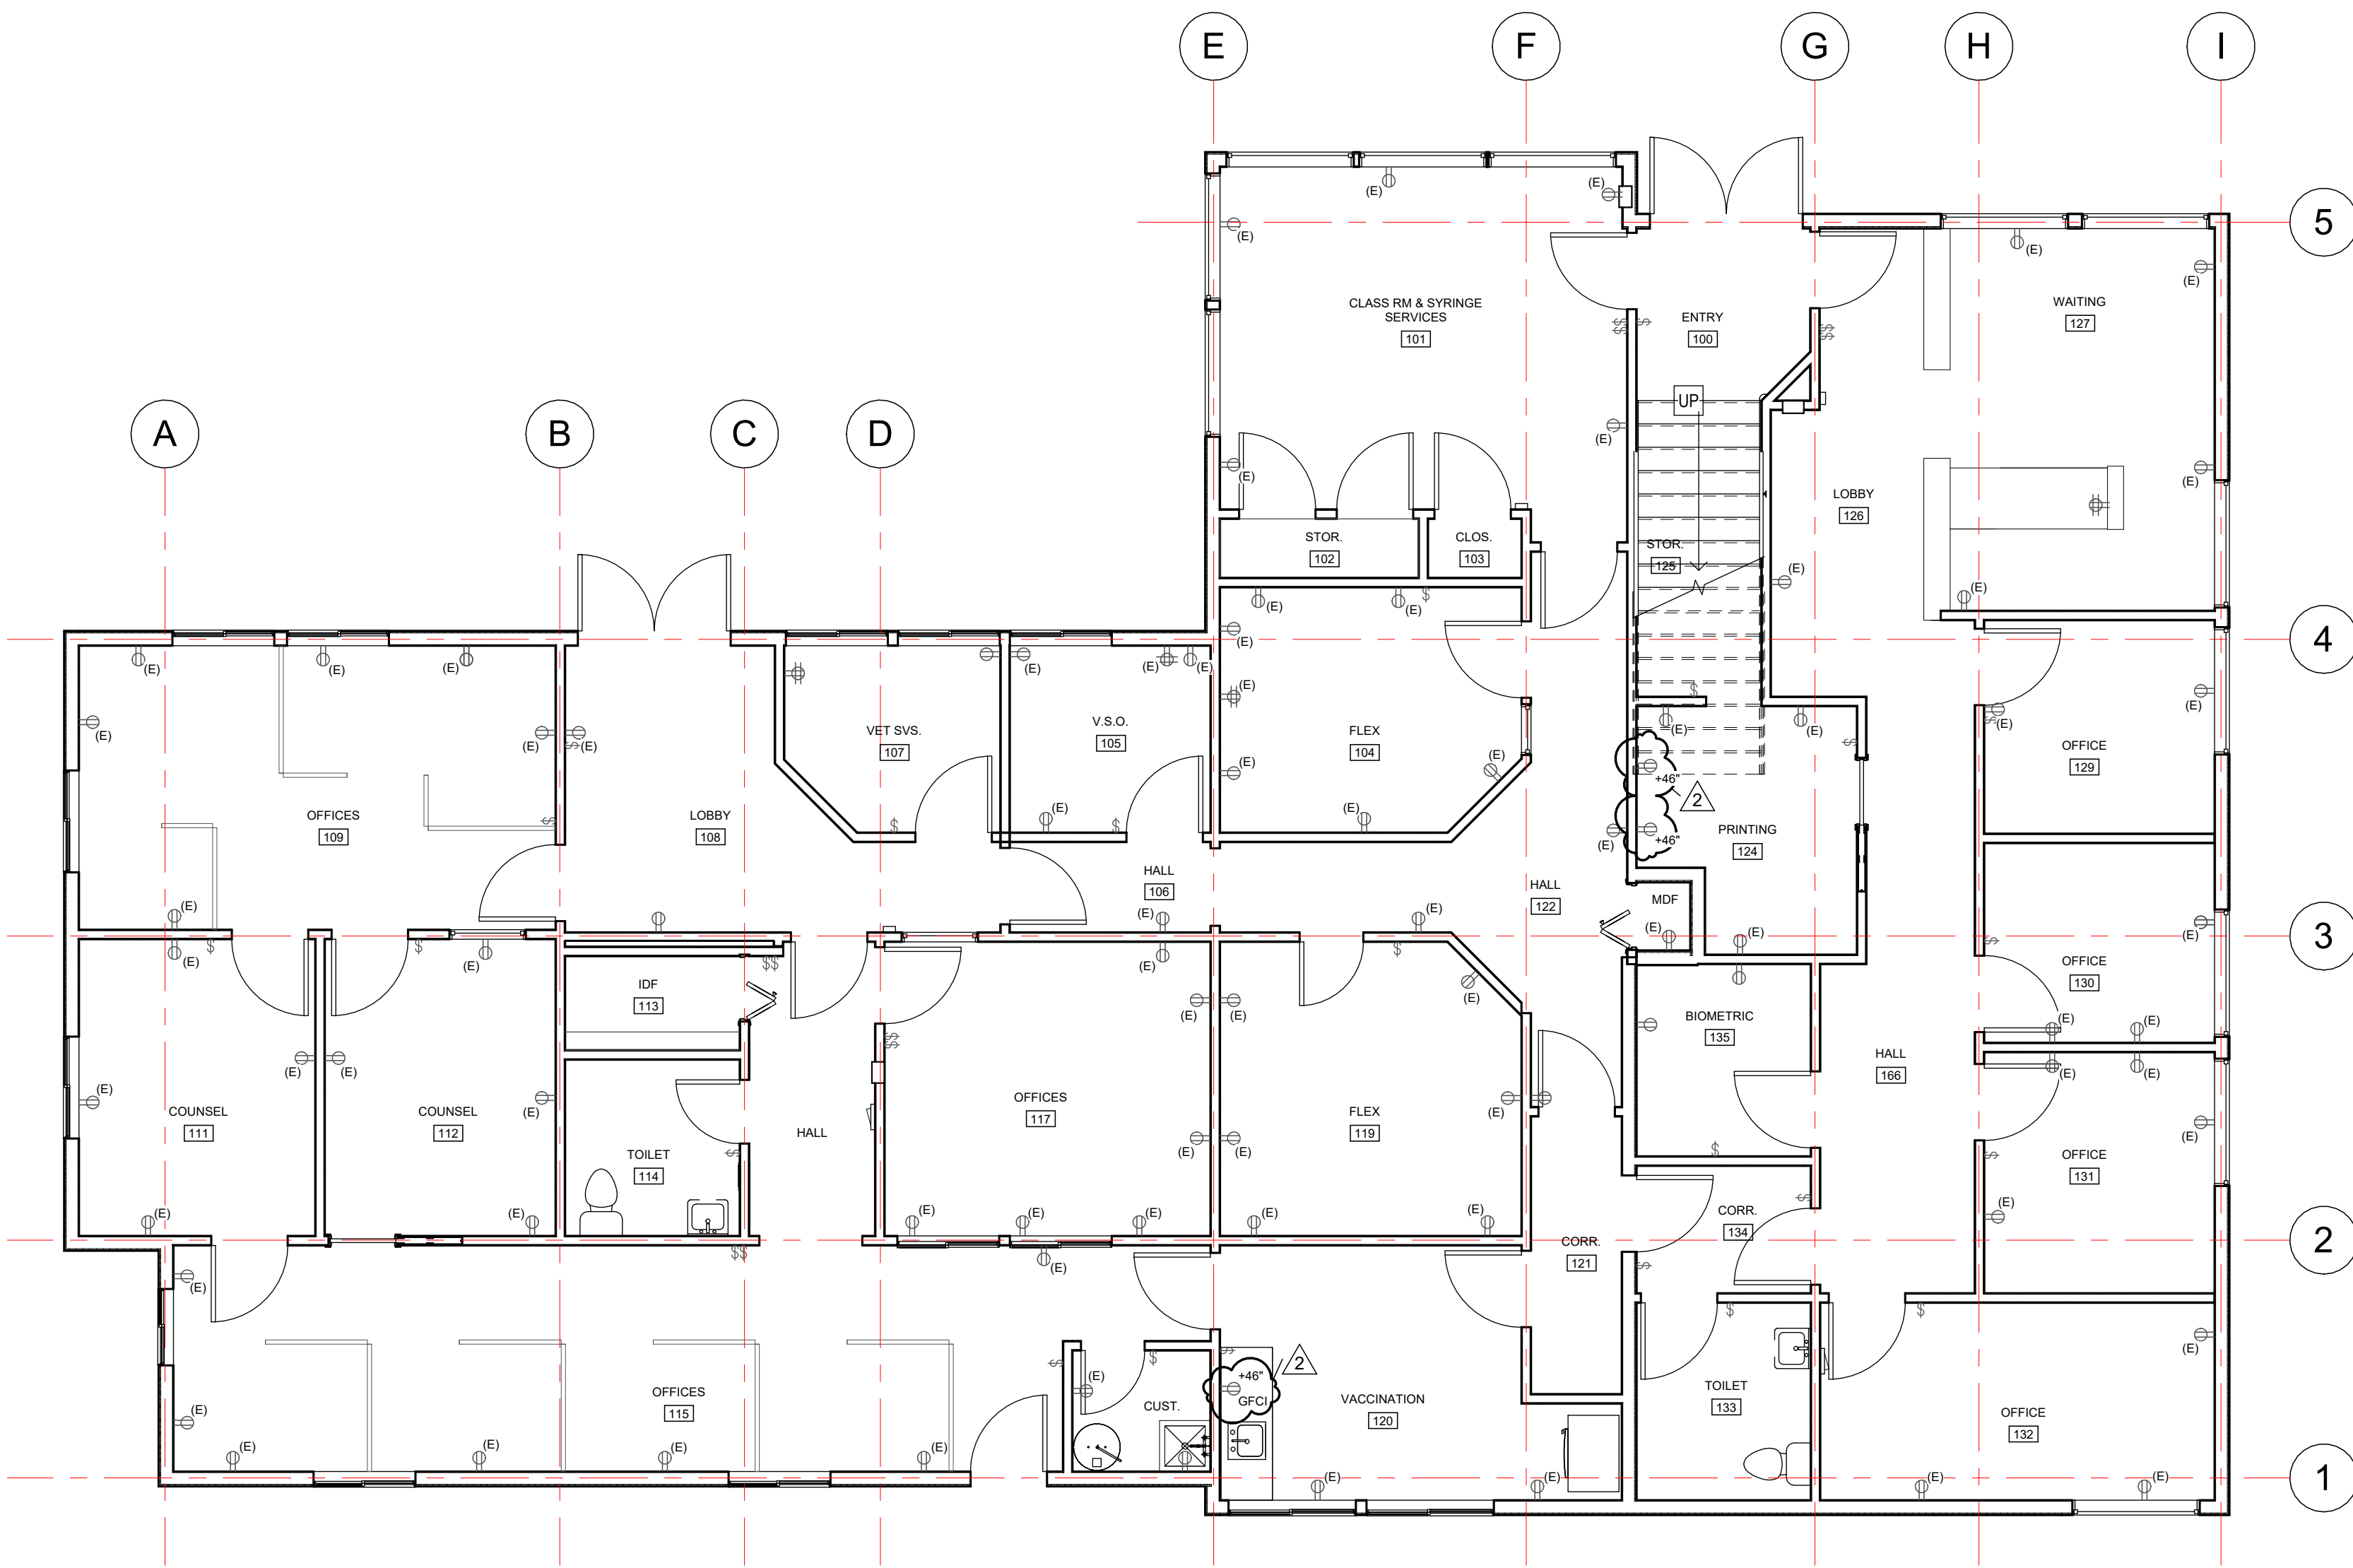 E F G H I
5
(E) (E)
(E) (E) (E)
CLASS RM & SYRINGE
SERVICES
101
ENTRY
100
WAITING
127
$$ $ $$
UP
A B C D
(E)
(E) (E)
LOBBY
126
STOR.
102
CLOS.
103
STOR.
125
(E)
(E) (E) $ (E)
4
(E) (E) (E) (E) (E) (E)
(E) (E) $ (E)
(E) (E) $ (E) (E) (E) $ (E)
V.S.O.
105
VET SVS.
107
FLEX
104
OFFICE
129
(E) (E)
+46"
2
OFFICES
109
LOBBY
108
(E) $ $ $ (E)
+46"
PRINTING
124
HALL
106
HALL
122
MDF
(E) (E) (E) (E) (E) (E)
3
$ $ $ $
(E) (E) $$ (E) (E)
IDF
113
OFFICE
130
(E) (E) (E) (E)
BIOMETRIC
135
HALL
166
$$
(E) (E) (E) (E)
(E) (E) (E) (E)
COUNSEL
111
COUNSEL
112
OFFICES
117
FLEX
119
HALL
TOILET
114
$ (E) (E) $ $ (E)
OFFICE
131
(E) (E) (E) (E) (E) (E) (E) $ (E)
CORR.
134
2
CORR.
121
$$ (E) $
(E)
$ $ $ $ (E)
2
(E) +46"
GFCI
OFFICES
115
CUST.
VACCINATION
120
TOILET
133
OFFICE
132
(E)
(E) (E) (E) (E) (E) (E) (E) (E)
1